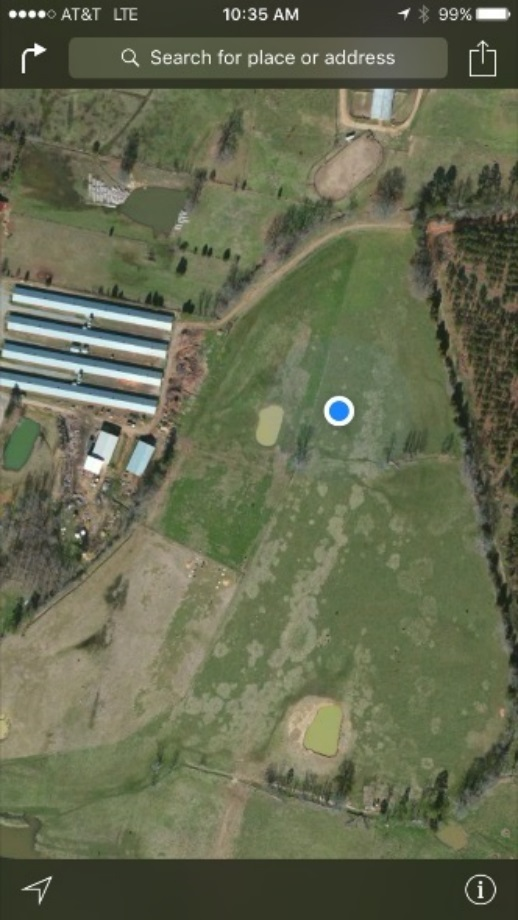 AT&T LTE 10:35 AM 99%
Search for place or address